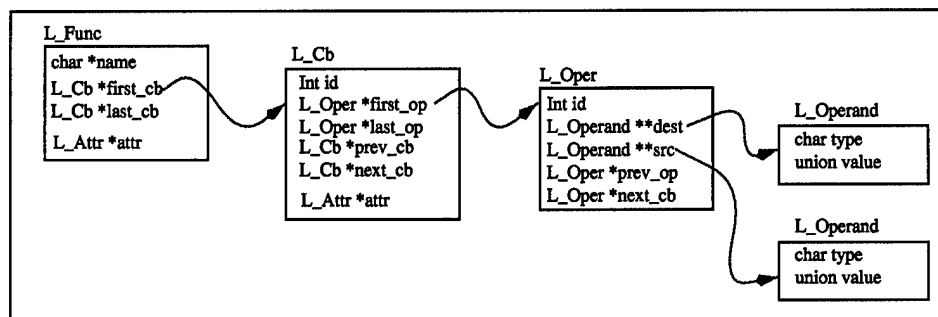 L_Func
char *name
L_Cb *first_cb
L_Cb *last_cb
L_Attr *attr
L_Cb
Int id
L_Oper *first_op
L_Oper *last_op
L_Cb *prev_cb
L_Cb *next_cb
L_Attr *attr
L_Oper
Int id
L_Operand **dest
L_Operand **src
L_Oper *prev_op
L_Oper *next_cb
L_Operand
char type
union value
L_Operand
char type
union value